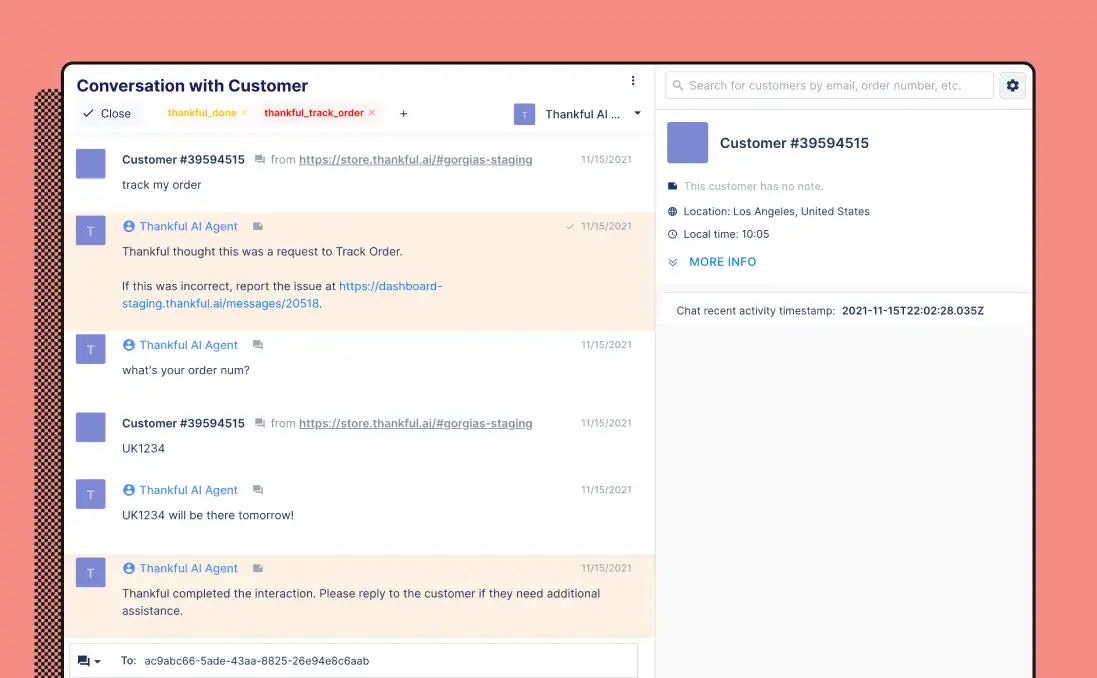 Conversation with Customer
Close thankful_done × thankful_track_order × + T Thankful AI ...
Customer #39594515 from https://store.thankful.ai/#gorgias-staging 11/15/2021
track my order
T Thankful AI Agent 11/15/2021
Thankful thought this was a request to Track Order.
If this was incorrect, report the issue at https://dashboard-
staging.thankful.ai/messages/20518.
T Thankful AI Agent 11/15/2021
what's your order num?
Customer #39594515 from https://store.thankful.ai/#gorgias-staging 11/15/2021
UK1234
T Thankful AI Agent 11/15/2021
UK1234 will be there tomorrow!
T Thankful AI Agent 11/15/2021
Thankful completed the interaction. Please reply to the customer if they need additional
assistance.
To: ac9abc66-5ade-43aa-8825-26e94e8c6aab
Search for customers by email, order number, etc.
Customer #39594515
This customer has no note.
Location: Los Angeles, United States
Local time: 10:05
MORE INFO
Chat recent activity timestamp: 2021-11-15T22:02:28.035Z